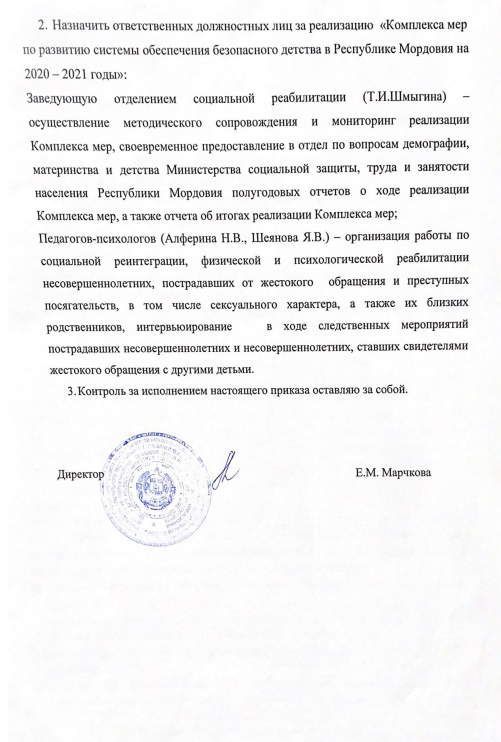 2. Назначить ответственных должностных лиц за реализацию «Комплекса мер
по развитию системы обеспечения безопасного детства в Республике Мордовия на
2020 – 2021 годы»:
Заведующую отделением социальной реабилитации (Т.И.Шмыгина) –
осуществление методического сопровождения и мониторинг реализации
Комплекса мер, своевременное предоставление в отдел по вопросам демографии,
материнства и детства Министерства социальной защиты, труда и занятости
населения Республики Мордовия полугодовых отчетов о ходе реализации
Комплекса мер, а также отчета об итогах реализации Комплекса мер;
Педагогов-психологов (Алферина Н.В., Шеянова Я.В.) – организация работы по
социальной реинтеграции, физической и психологической реабилитации
несовершеннолетних, пострадавших от жестокого обращения и преступных
посягательств, в том числе сексуального характера, а также их близких
родственников, интервьюирование в ходе следственных мероприятий
пострадавших несовершеннолетних и несовершеннолетних, ставших свидетелями
жестокого обращения с другими детьми.
3.Контроль за исполнением настоящего приказа оставляю за собой.
Директор Е.М. Марчкова